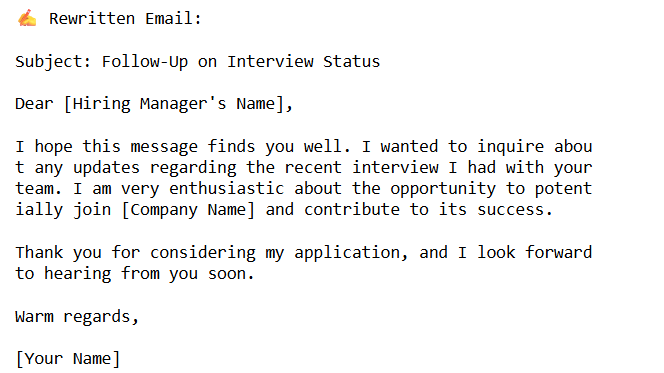 ✍️ Rewritten Email:
Subject: Follow-Up on Interview Status
Dear [Hiring Manager's Name],
I hope this message finds you well. I wanted to inquire abou
t any updates regarding the recent interview I had with your
team. I am very enthusiastic about the opportunity to potent
ially join [Company Name] and contribute to its success.
Thank you for considering my application, and I look forward
to hearing from you soon.
Warm regards,
[Your Name]